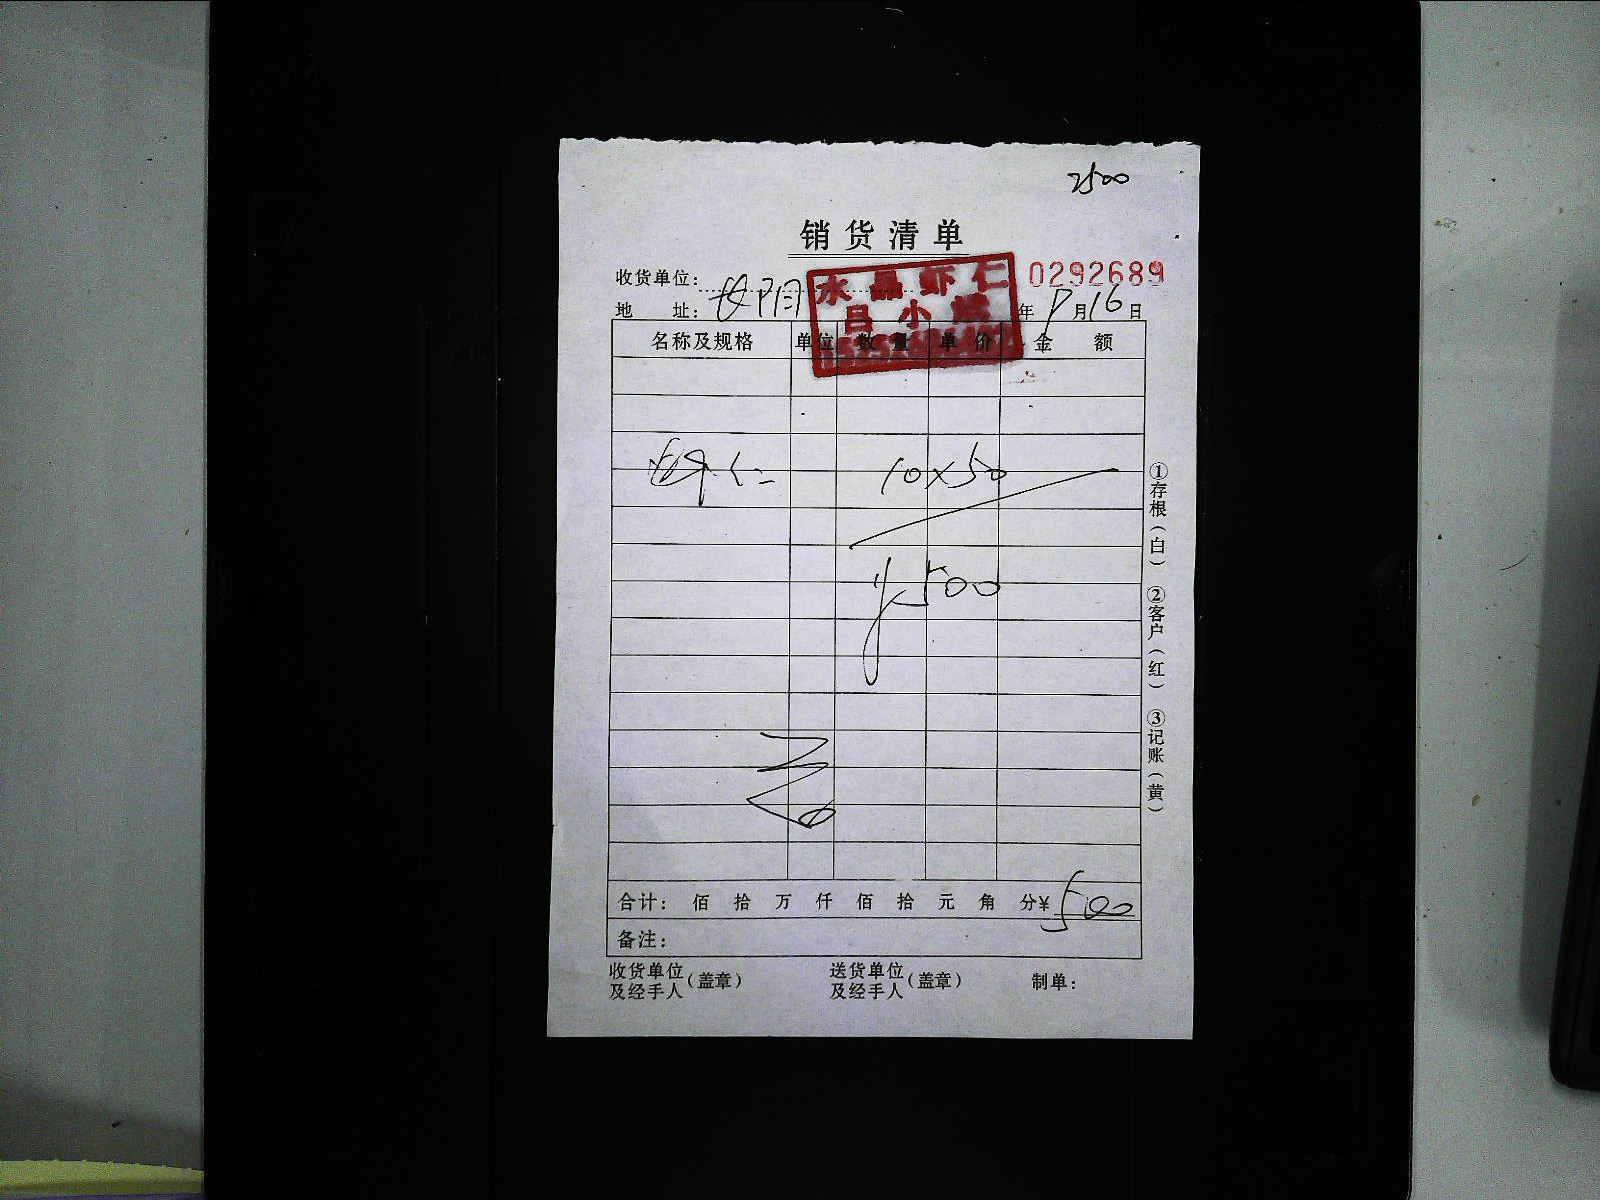 2500
销货清单
收货单位:
水晶虾仁
0292689
吕小
地 址:
年 9月16日
名称及规格 单位 数量 单价 金额
虾仁 10×50
¥500
合计: 佰 拾 万 仟 佰 拾 元 角 分¥ 500
备注:
收货单位及经手人(盖章) 送货单位及经手人(盖章) 制单:
①存根(白) ②客户(红) ③记账(黄)